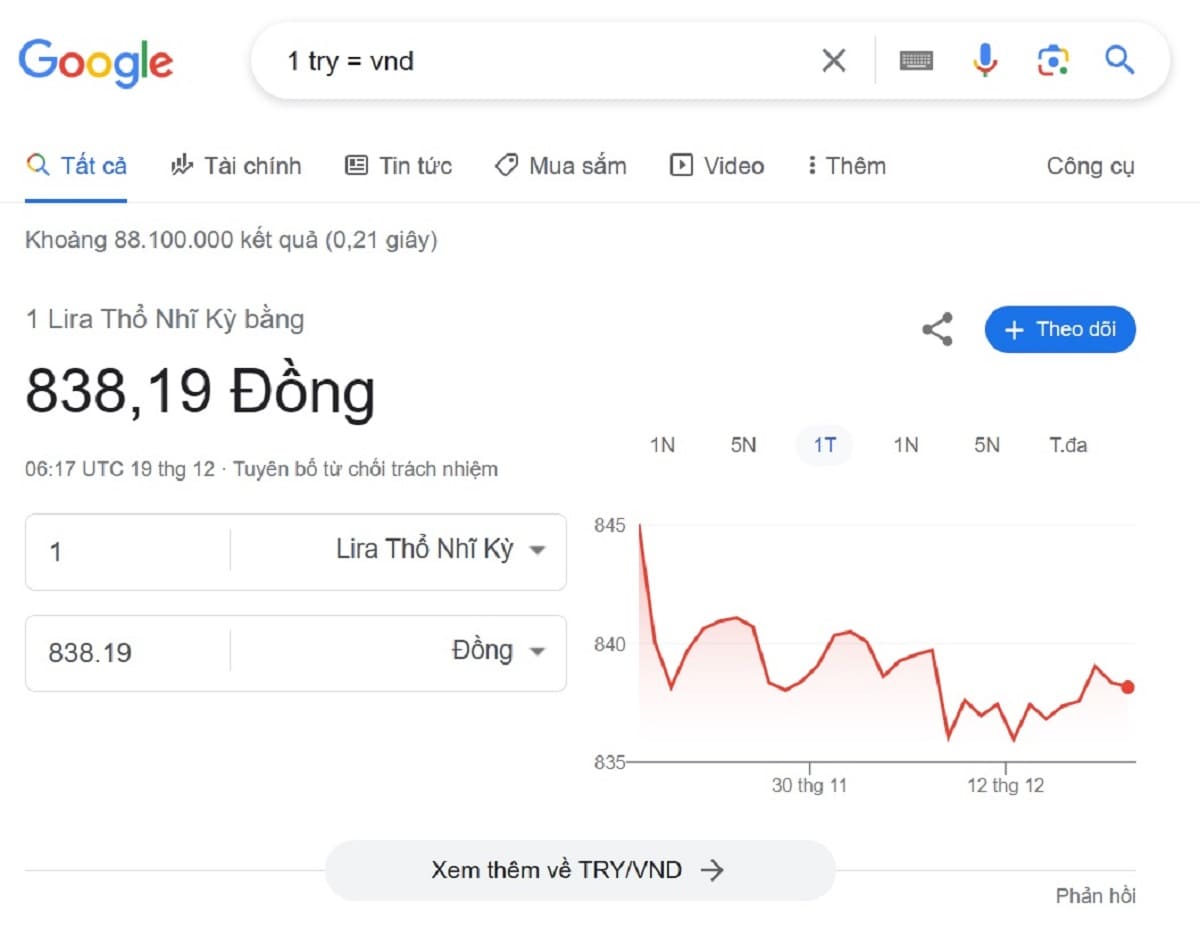 Google
1 try = vnd
Tất cả Tài chính Tin tức Mua sắm Video Thêm Công cụ
Khoảng 88.100.000 kết quả (0,21 giây)
1 Lira Thổ Nhĩ Kỳ bằng
838,19 Đồng
06:17 UTC 19 thg 12 · Tuyên bố từ chối trách nhiệm
1 Lira Thổ Nhĩ Kỳ
838.19 Đồng
+ Theo dõi
1N 5N 1T 1N 5N T.đa
845
840
835
30 thg 11 12 thg 12
Xem thêm về TRY/VND →
Phản hồi